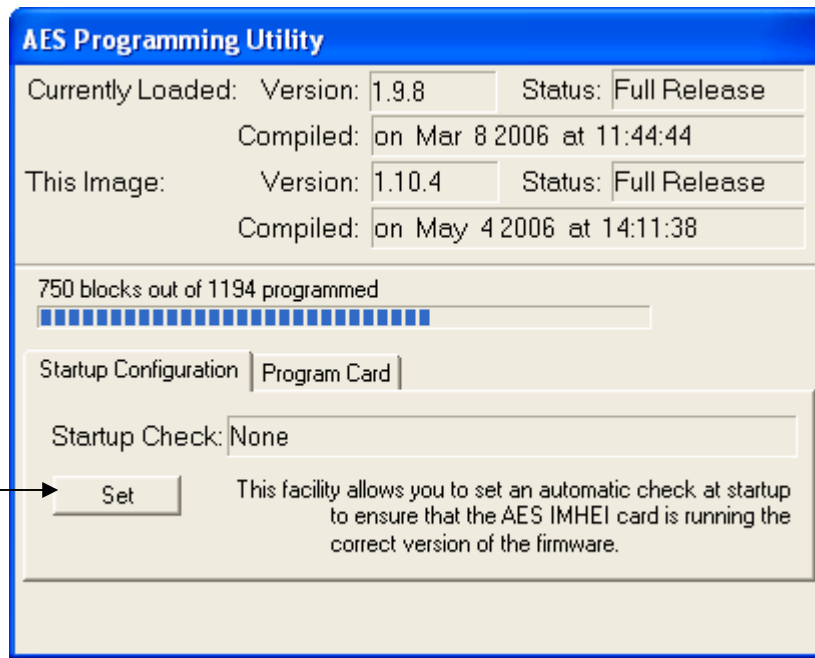 AES Programming Utility
Currently Loaded: Version: 1.9.8 Status: Full Release
Compiled: on Mar 8 2006 at 11:44:44
This Image: Version: 1.10.4 Status: Full Release
Compiled: on May 4 2006 at 14:11:38
750 blocks out of 1194 programmed
Startup Configuration Program Card
Startup Check: None
Set
This facility allows you to set an automatic check at startup
to ensure that the AES IMHEI card is running the
correct version of the firmware.